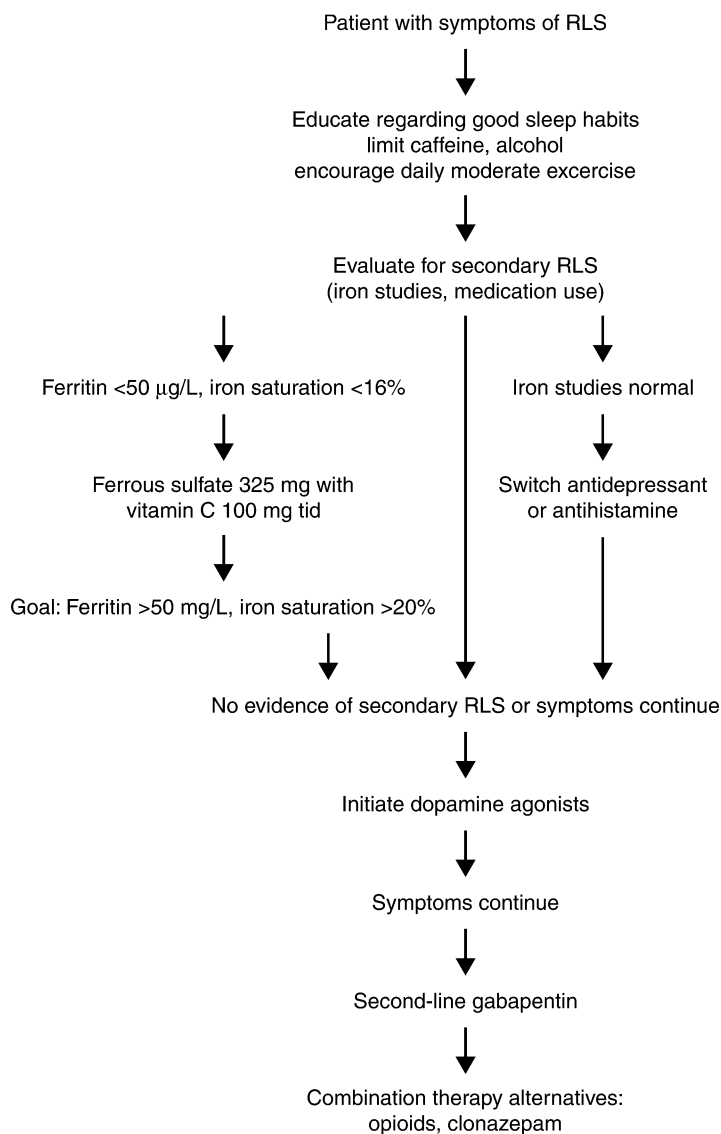 Patient with symptoms of RLS
Educate regarding good sleep habits
limit caffeine, alcohol
encourage daily moderate excercise
Evaluate for secondary RLS
(iron studies, medication use)
Ferritin <50 μg/L, iron saturation <16%
Iron studies normal
Ferrous sulfate 325 mg with
vitamin C 100 mg tid
Switch antidepressant
or antihistamine
Goal: Ferritin >50 mg/L, iron saturation >20%
No evidence of secondary RLS or symptoms continue
Initiate dopamine agonists
Symptoms continue
Second-line gabapentin
Combination therapy alternatives:
opioids, clonazepam